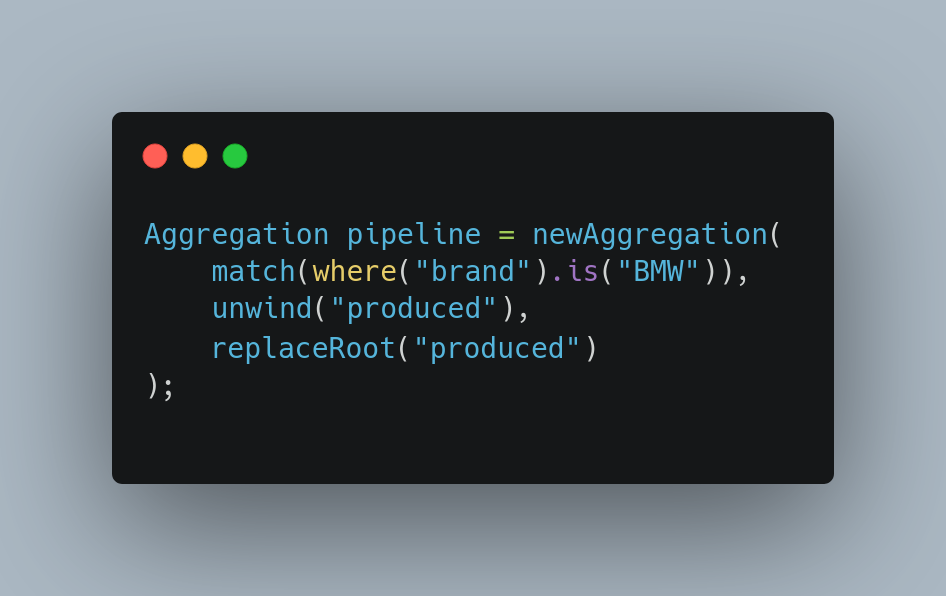 Aggregation pipeline = newAggregation(
    match(where("brand").is("BMW")),
    unwind("produced"),
    replaceRoot("produced")
);